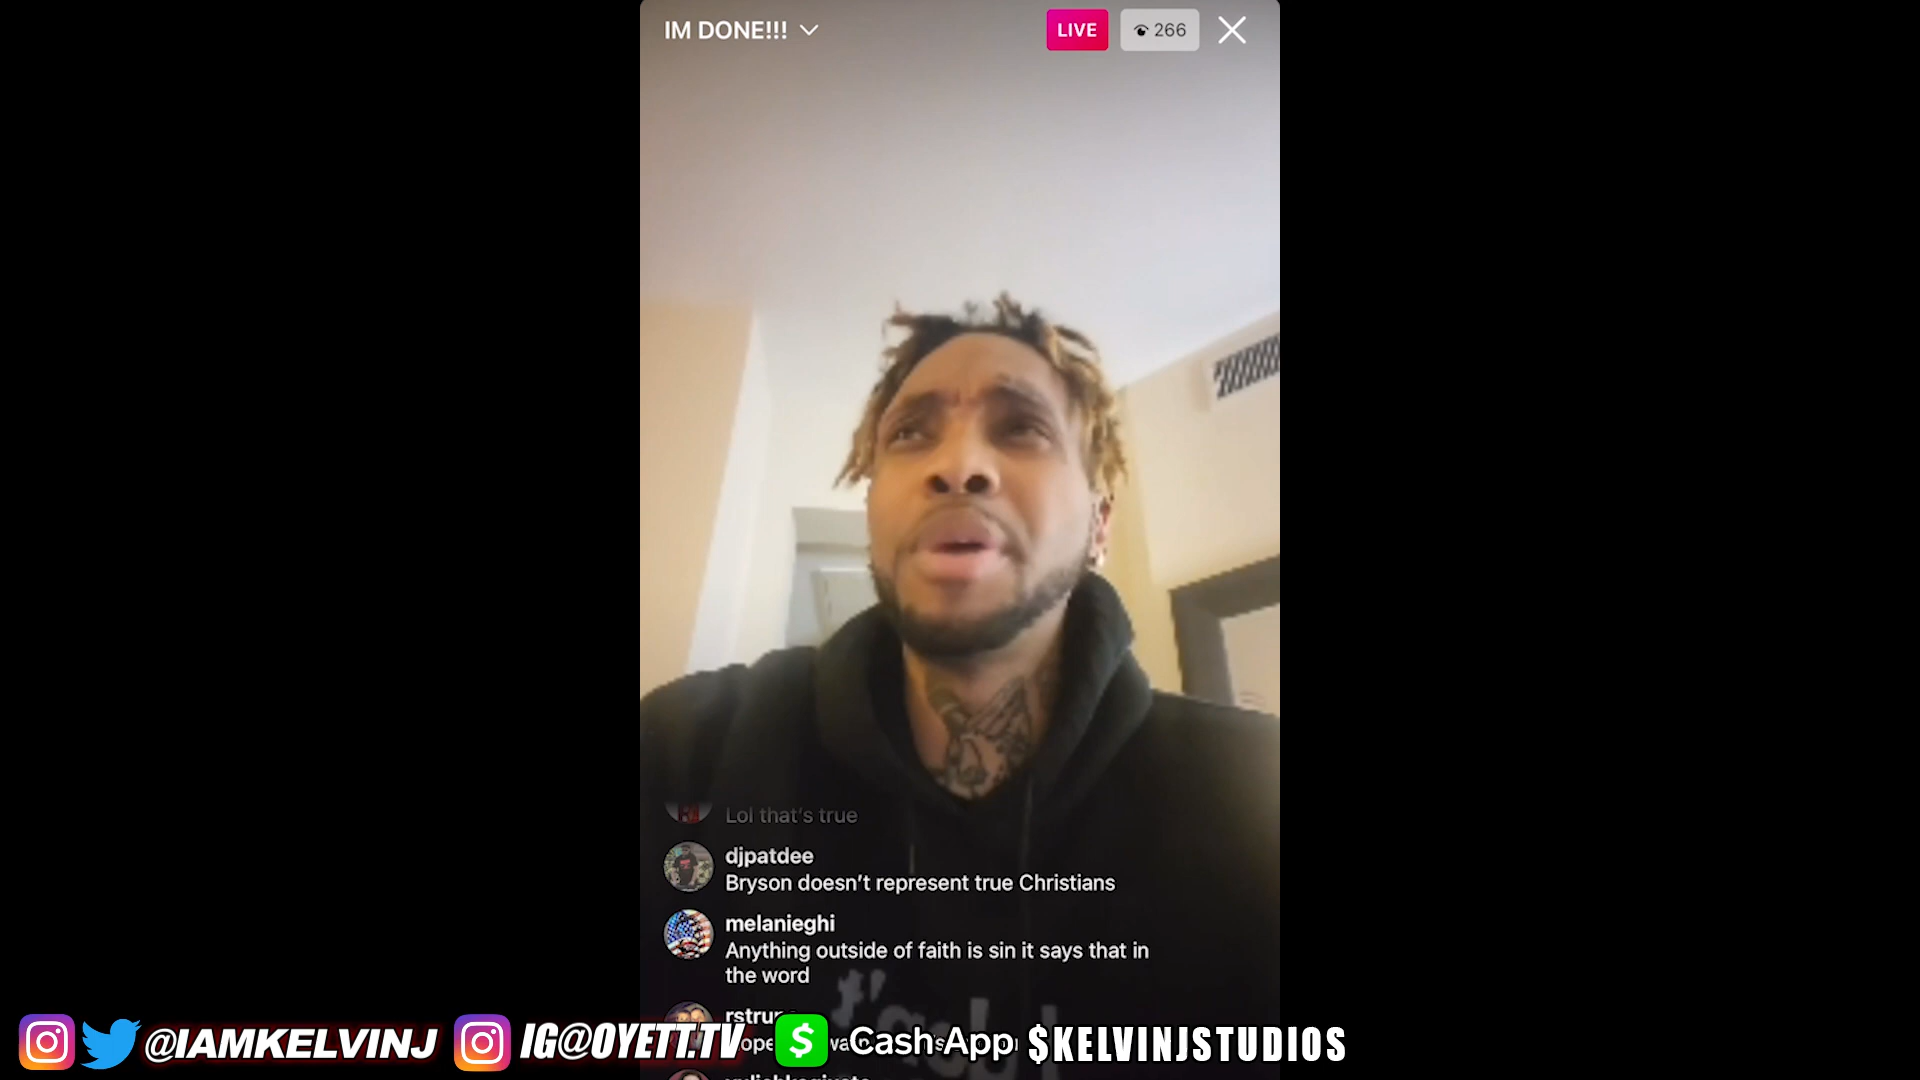 IM DONE!!!
LIVE
266
Lol that's true
djpatdee
Bryson doesn't represent true Christians
melanieghi
Anything outside of faith is sin it says that in
the word
@IAMKELVINJ
IG@OYETT.TV
Cash App
$KELVINJSTUDIOS